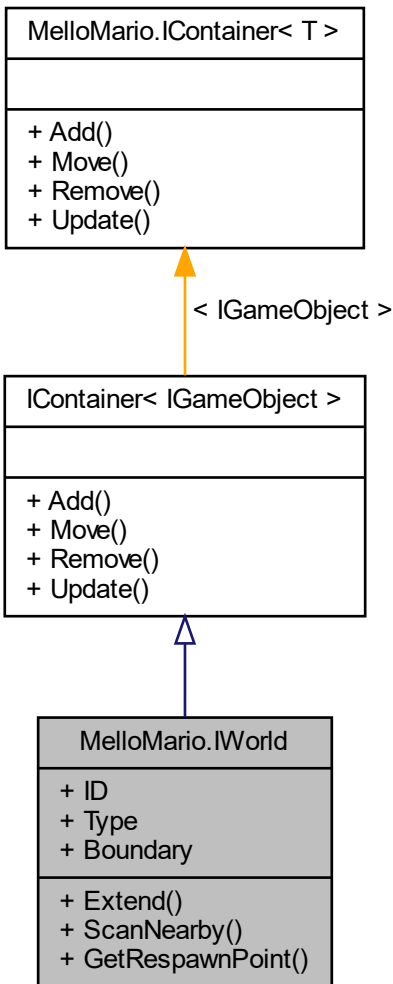 MelloMario.IContainer< T >
+ Add()
+ Move()
+ Remove()
+ Update()
< IGameObject >
IContainer< IGameObject >
+ Add()
+ Move()
+ Remove()
+ Update()
MelloMario.IWorld
+ ID
+ Type
+ Boundary
+ Extend()
+ ScanNearby()
+ GetRespawnPoint()